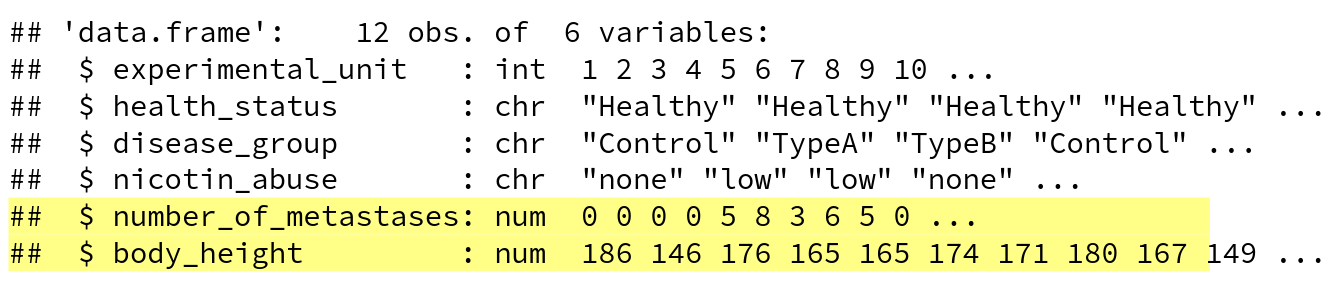 ## 'data.frame':    12 obs. of  6 variables:
##  $ experimental_unit   : int  1 2 3 4 5 6 7 8 9 10 ...
##  $ health_status       : chr  "Healthy" "Healthy" "Healthy" "Healthy" ...
##  $ disease_group       : chr  "Control" "TypeA" "TypeB" "Control" ...
##  $ nicotin_abuse       : chr  "none" "low" "low" "none" ...
##  $ number_of_metastases: num  0 0 0 0 5 8 3 6 5 0 ...
##  $ body_height         : num  186 146 176 165 165 174 171 180 167 149 ...